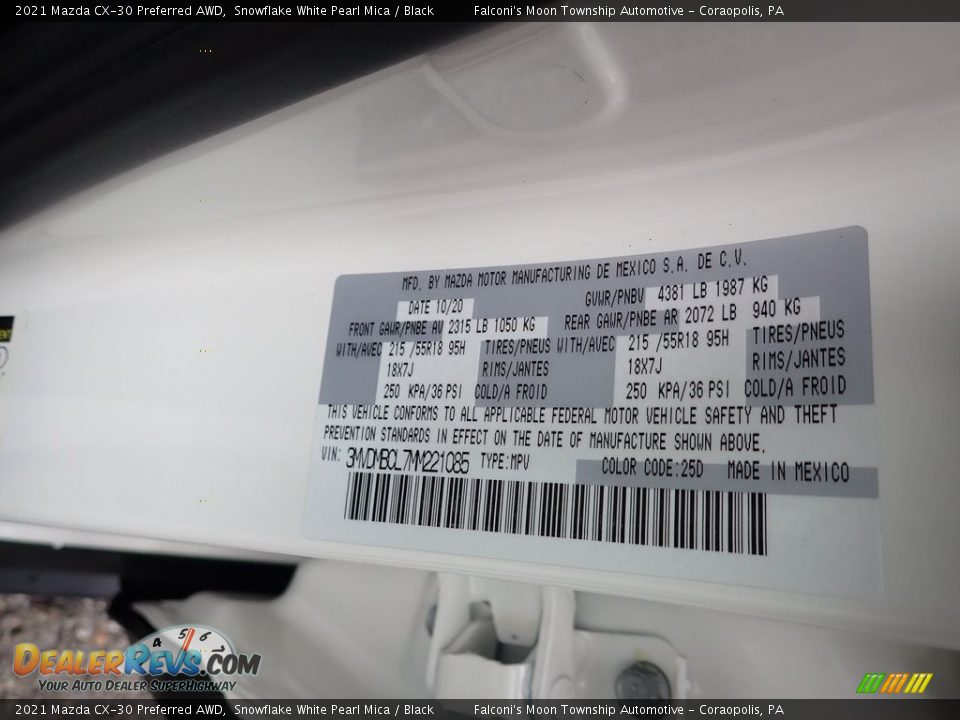 2021 Mazda CX-30 Preferred AWD, Snowflake White Pearl Mica / Black Falconi's Moon Township Automotive - Coraopolis, PA
MFD. BY MAZDA MOTOR MANUFACTURING DE MEXICO S.A. DE C.V.
DATE 10/20 GVWR/PNBV 4381 LB 1987 KG
FRONT GAWR/PNBE AV 2315 LB 1050 KG REAR GAWR/PNBE AR 2072 LB 940 KG
WITH/AVEC 215 /55R18 95H TIRES/PNEUS WITH/AVEC 215 /55R18 95H TIRES/PNEUS
18X7J RIMS/JANTES 18X7J RIMS/JANTES
250 KPA/36 PSI COLD/A FROID 250 KPA/36 PSI COLD/A FROID
THIS VEHICLE CONFORMS TO ALL APPLICABLE FEDERAL MOTOR VEHICLE SAFETY AND THEFT
PREVENTION STANDARDS IN EFFECT ON THE DATE OF MANUFACTURE SHOWN ABOVE.
VIN: 3MVDMBCL7MM221085 TYPE:MPV COLOR CODE:25D MADE IN MEXICO
4 5 6
DEALERREVS.COM
YOUR AUTO DEALER SUPERHIGHWAY
2021 Mazda CX-30 Preferred AWD, Snowflake White Pearl Mica / Black Falconi's Moon Township Automotive - Coraopolis, PA